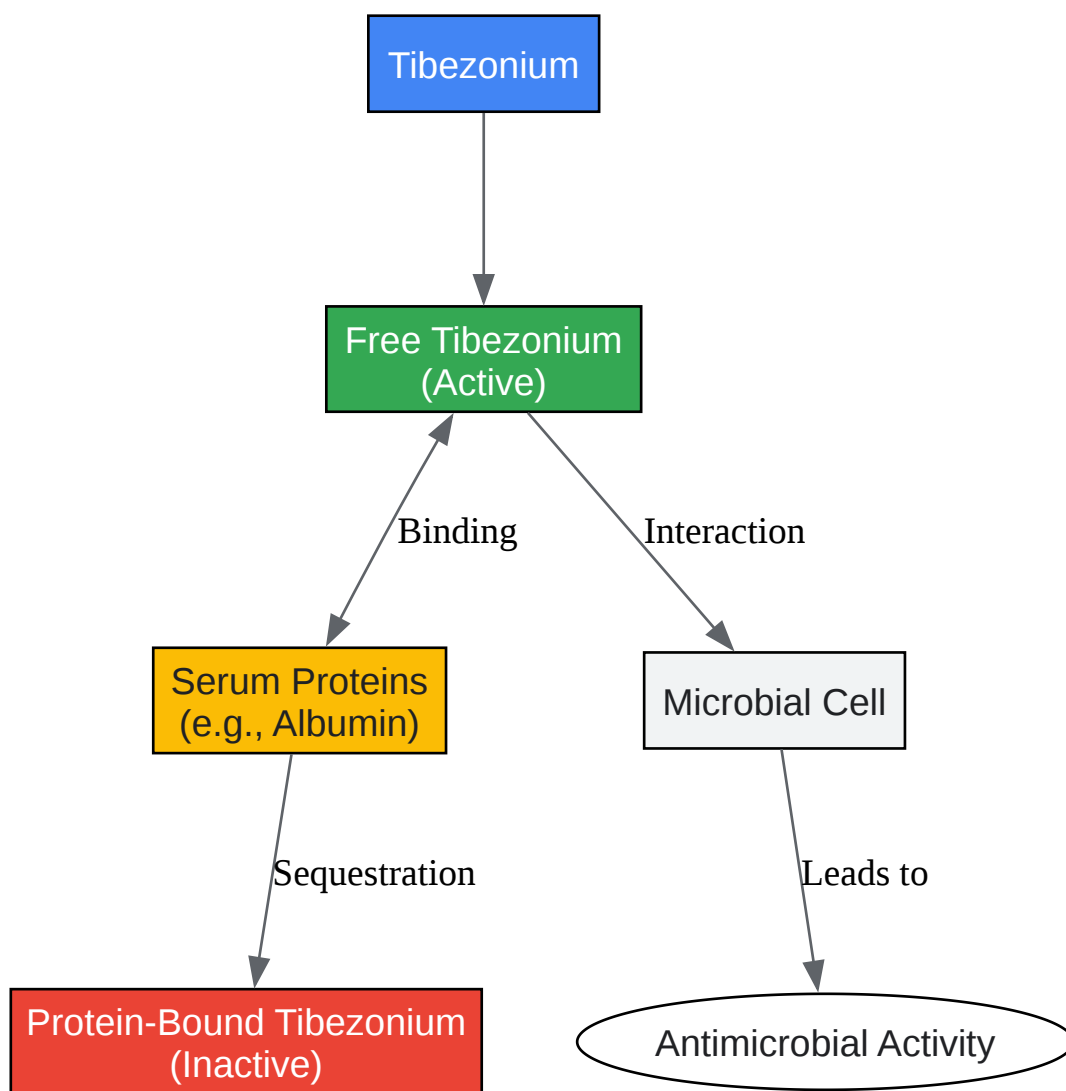 Tibezonium
Free Tibezonium
(Active)
Binding
Interaction
Serum Proteins
(e.g., Albumin)
Microbial Cell
Sequestration
Leads to
Protein-Bound Tibezonium
(Inactive)
Antimicrobial Activity